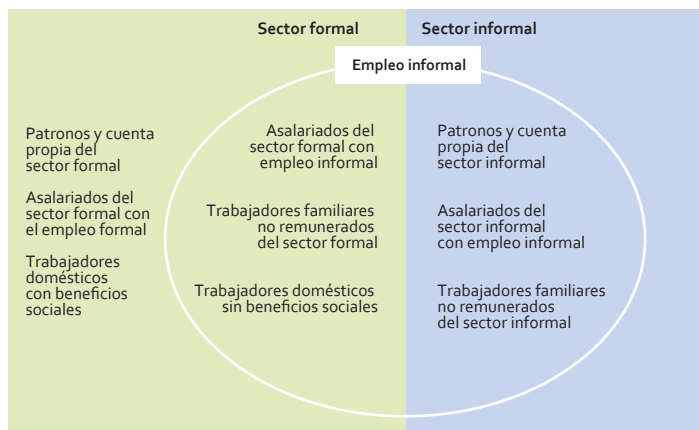 Sector formal
Sector informal
Empleo informal
Patronos y cuenta
propia del
sector formal
Asalariados del
sector formal con
el empleo formal
Trabajadores
domésticos
con beneficios
sociales
Asalariados del
sector formal con
empleo informal
Trabajadores familiares
no remunerados
del sector formal
Trabajadores domésticos
sin beneficios sociales
Patronos y cuenta
propia del
sector informal
Asalariados del
sector informal
con empleo informal
Trabajadores familiares
no remunerados
del sector informal